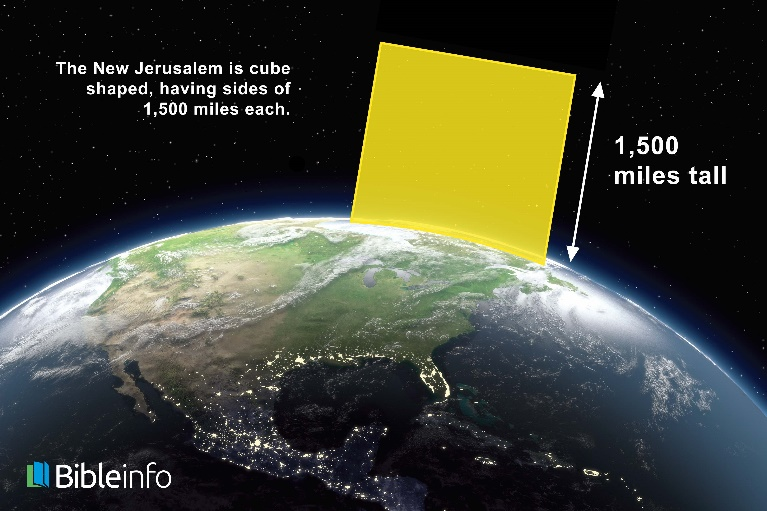 The New Jerusalem is cube
shaped, having sides of
1,500 miles each.
1,500
miles tall
Bibleinfo